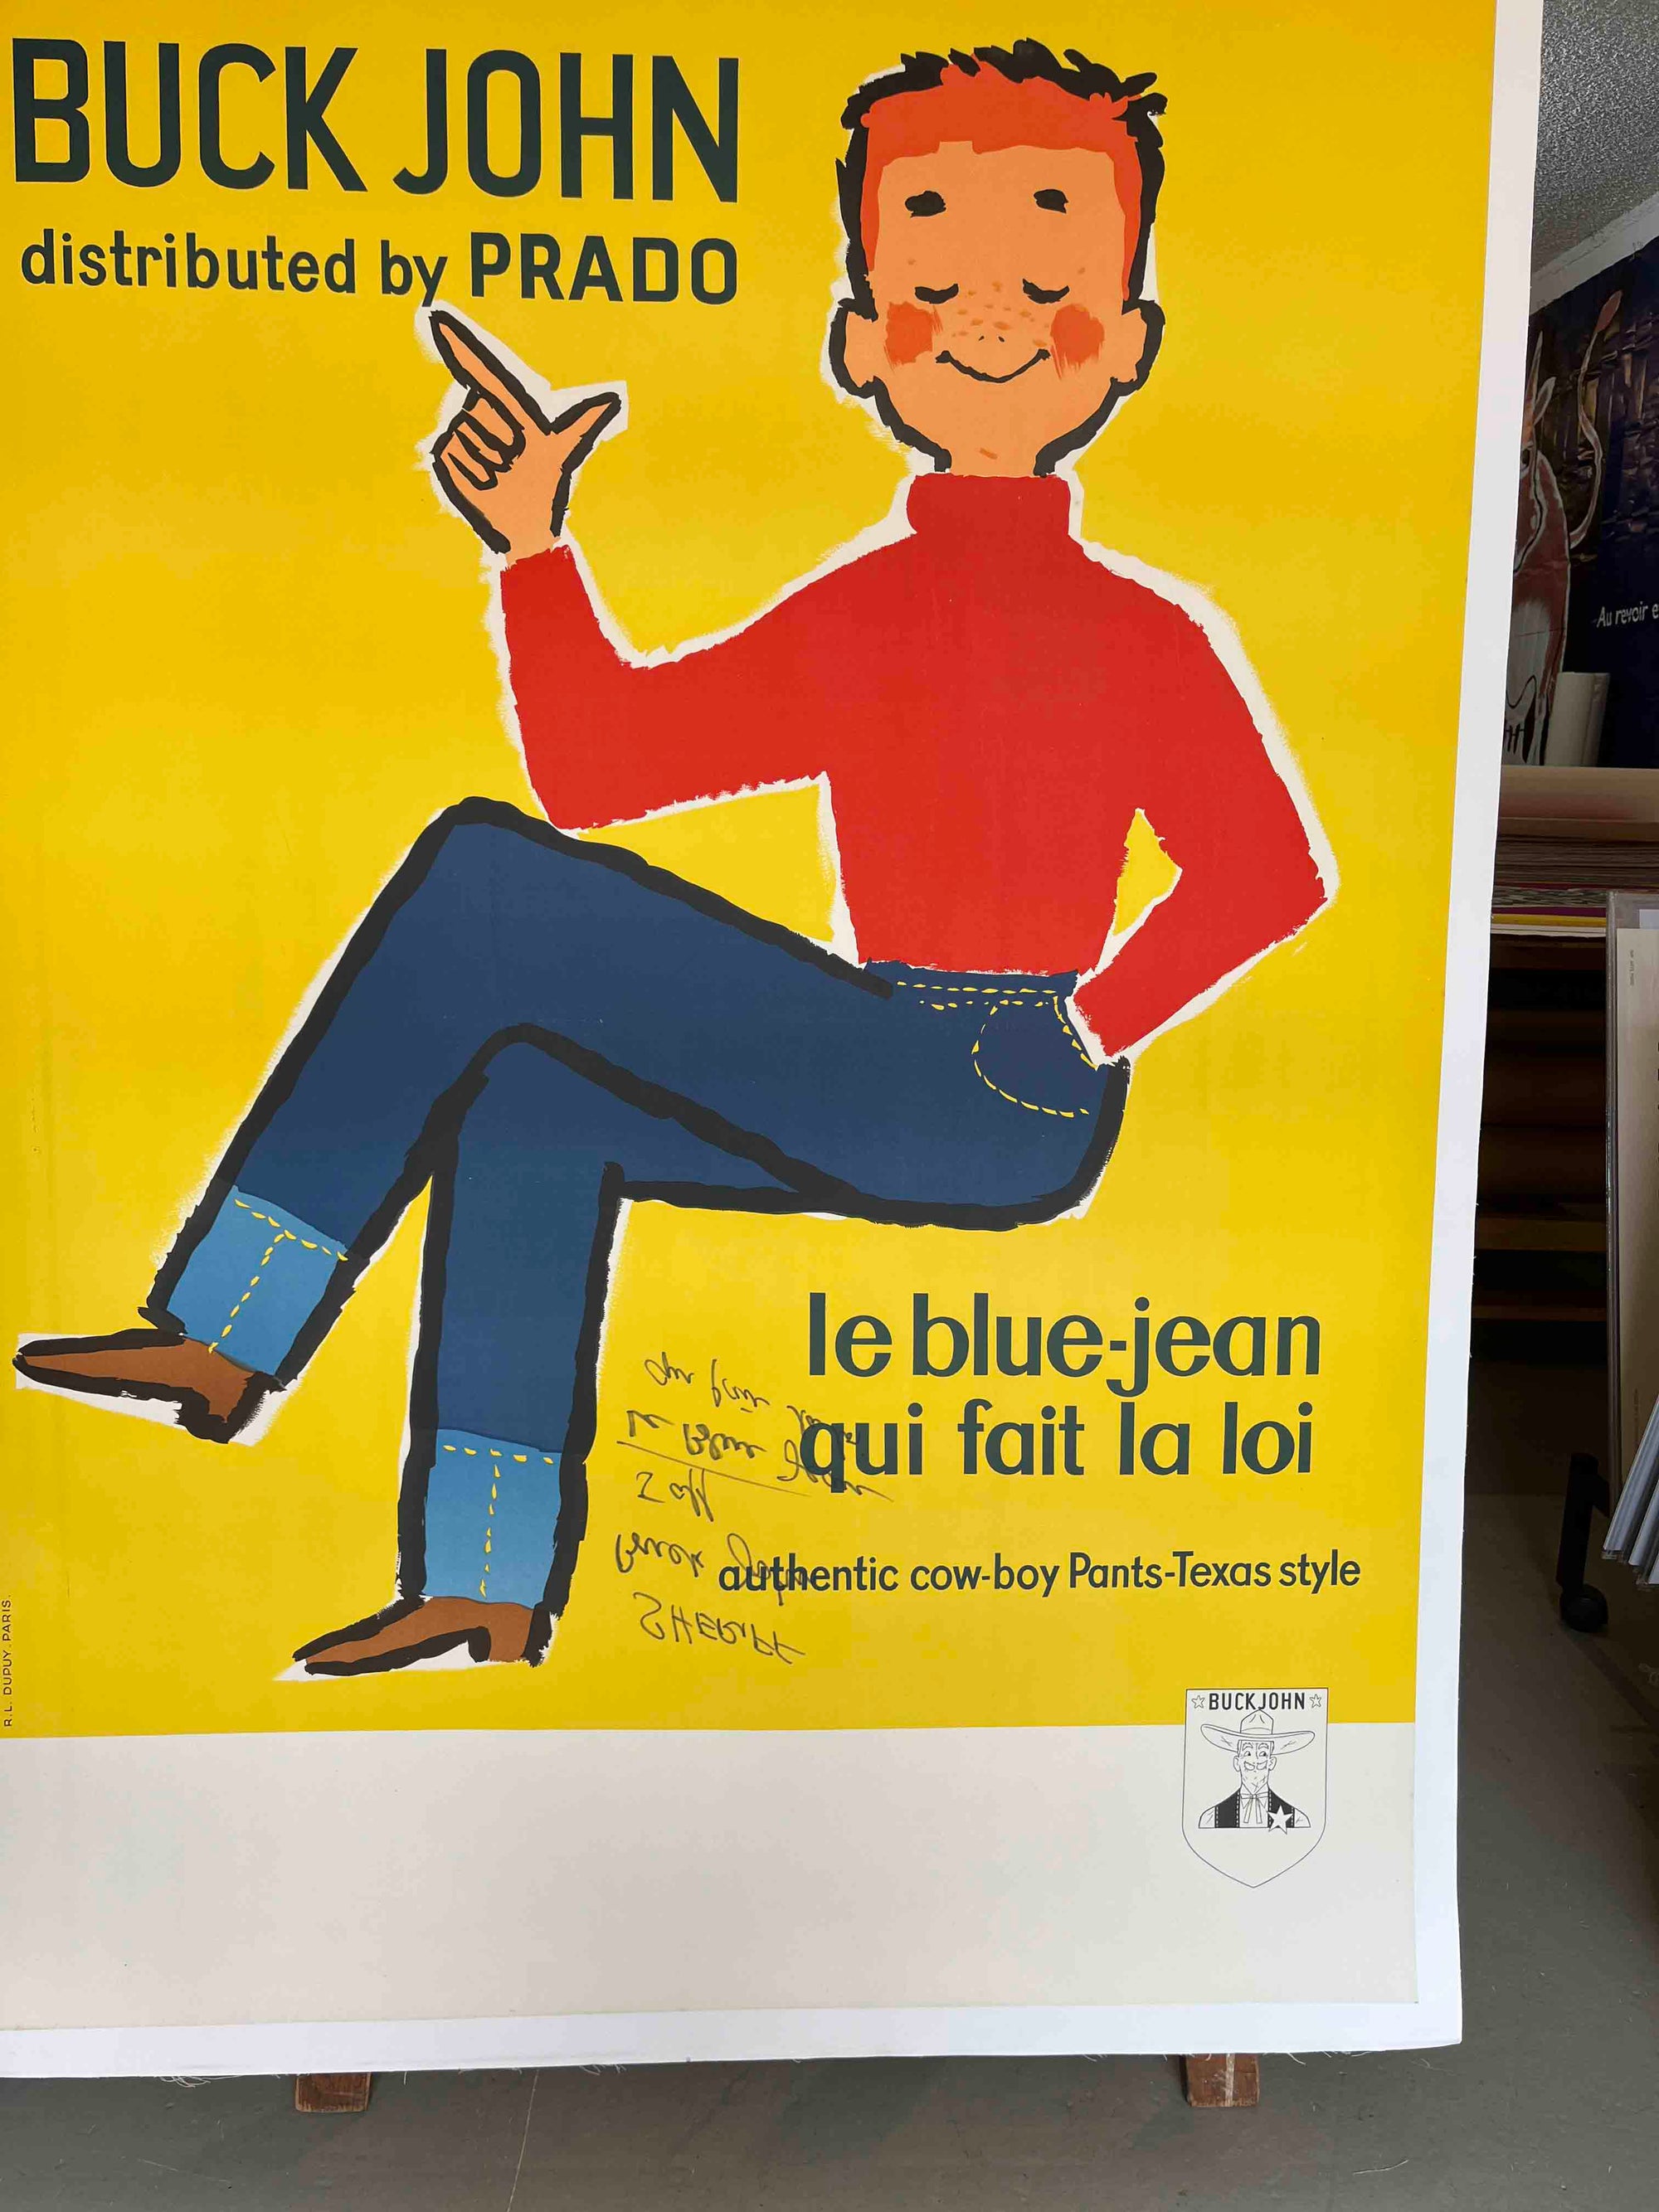 BUCK JOHN
distributed by PRADO
le blue-jean
qui fait la loi
authentic cow-boy Pants-Texas style
SHERIFF
R.L. DUPUY. PARIS.
BUCK JOHN
Au revoir